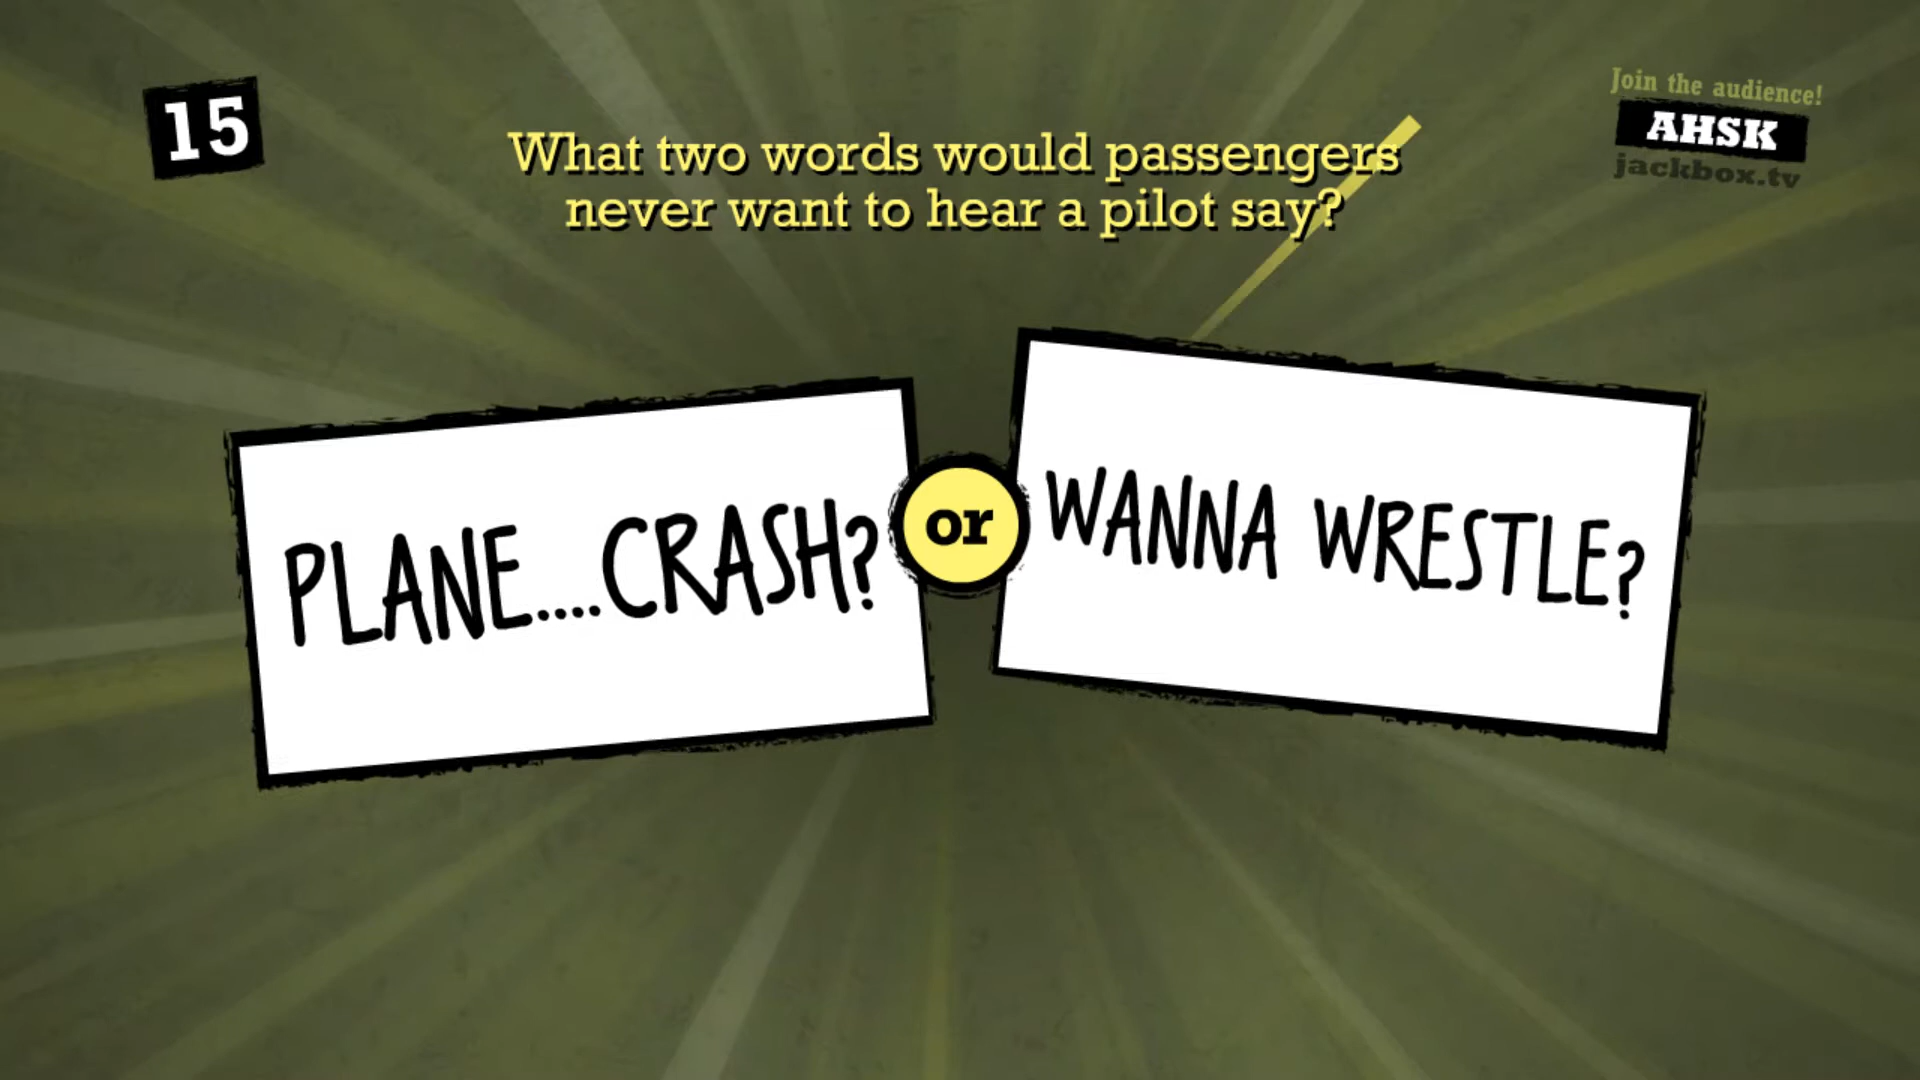 15
Join the audience!
AHSK
jackbox.tv
What two words would passengers
never want to hear a pilot say?
PLANE....CRASH?
or
WANNA WRESTLE?